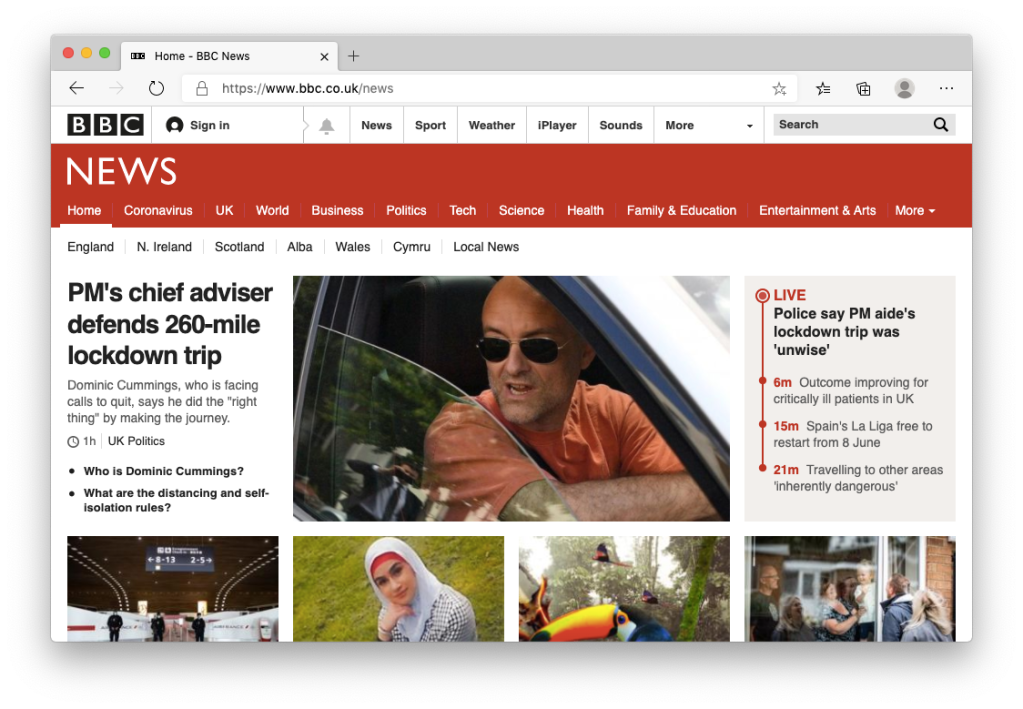 BBC Home - BBC News
https://www.bbc.co.uk/news
BBC Sign in News Sport Weather iPlayer Sounds More Search
NEWS
Home Coronavirus UK World Business Politics Tech Science Health Family & Education Entertainment & Arts More
England N. Ireland Scotland Alba Wales Cymru Local News
PM's chief adviser
defends 260-mile
lockdown trip
Dominic Cummings, who is facing
calls to quit, says he did the "right
thing" by making the journey.
1h UK Politics
Who is Dominic Cummings?
What are the distancing and self-
isolation rules?
LIVE
Police say PM aide's
lockdown trip was
'unwise'
6m Outcome improving for
critically ill patients in UK
15m Spain's La Liga free to
restart from 8 June
21m Travelling to other areas
'inherently dangerous'
8-13 2-5
AIRFRANCE